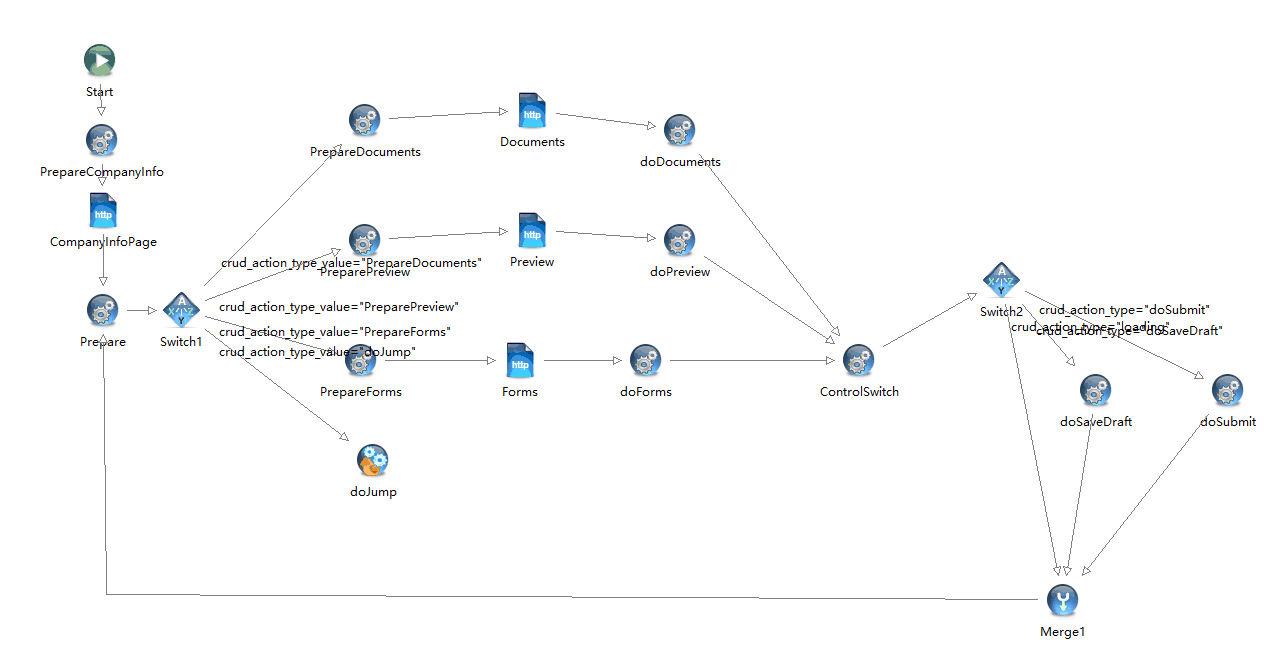 Start
PrepareCompanyInfo
http
CompanyInfoPage
Prepare
A
X Z
Y
Switch1
PrepareDocuments
http
Documents
doDocuments
crud_action_type_value="PrepareDocuments"
PreparePreview
http
Preview
doPreview
crud_action_type_value="PreparePreview"
crud_action_type_value="PrepareForms"
crud_action_type_value="doJump"
PrepareForms
http
Forms
doForms
ControlSwitch
doJump
A
X Z
Y
Switch2
crud_action_type="doSubmit"
crud_action_type="loading"
crud_action_type="doSaveDraft"
doSaveDraft
doSubmit
Merge1